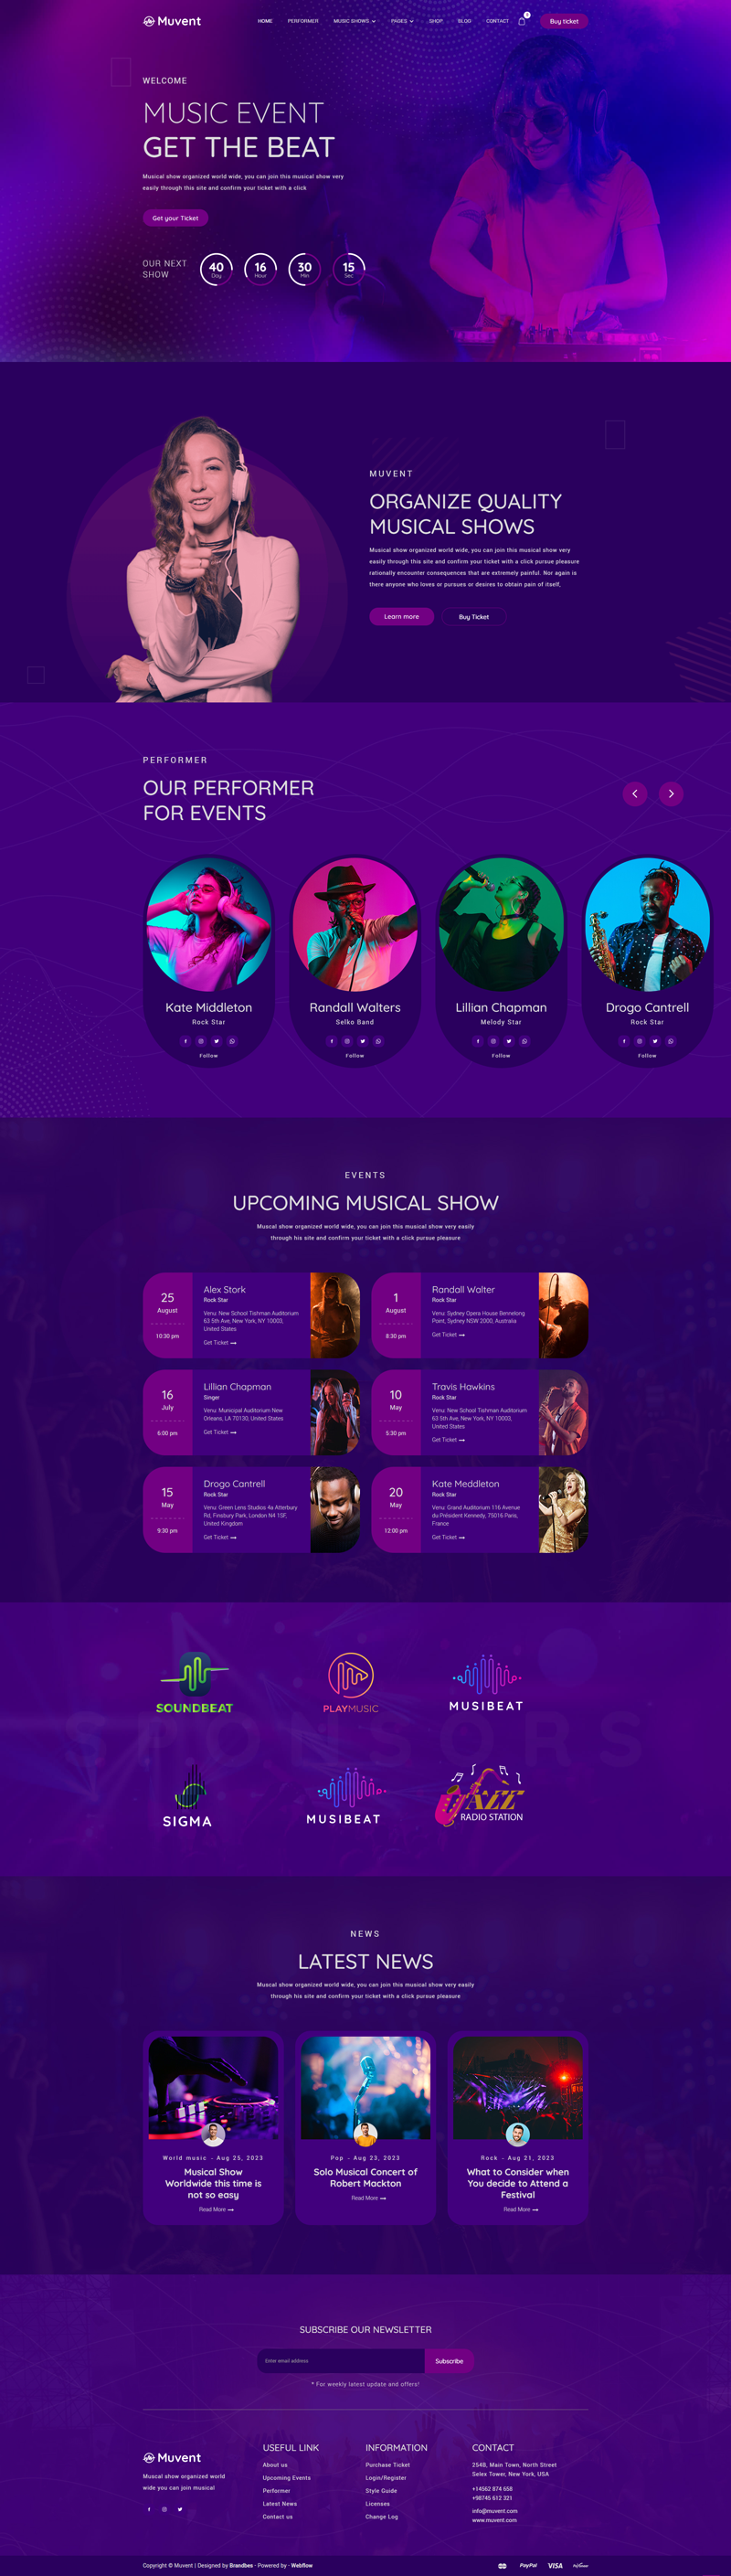 Muvent
HOME PERFORMER MUSIC SHOWS PAGES SHOP BLOG CONTACT
Buy ticket
WELCOME
MUSIC EVENT
GET THE BEAT
Musical show organized world wide, you can join this musical show very
easily through this site and confirm your ticket with a click
Get your Ticket
OUR NEXT
SHOW
40 Day
16 Hour
30 Min
15 Sec
MUVENT
ORGANIZE QUALITY
MUSICAL SHOWS
Musical show organized world wide, you can join this musical show very
easily through this site and confirm your ticket with a click pursue pleasure
rationally encounter consequences that are extremely painful. Nor again is
there anyone who loves or pursues or desires to obtain pain of itself,
Learn more
Buy Ticket
PERFORMER
OUR PERFORMER
FOR EVENTS
Kate Middleton
Rock Star
Follow
Randall Walters
Selko Band
Follow
Lillian Chapman
Melody Star
Follow
Drogo Cantrell
Rock Star
Follow
EVENTS
UPCOMING MUSICAL SHOW
Muscal show organized world wide, you can join this musical show very easily
through his site and confirm your ticket with a click pursue pleasure
25
August
10:30 pm
Alex Stork
Rock Star
Venu: New School Tishman Auditorium
63 5th Ave, New York, NY 10003,
United States
Get Ticket
1
August
8:30 pm
Randall Walter
Rock Star
Venu: Sydney Opera House Bennelong
Point, Sydney NSW 2000, Australia
Get Ticket
16
July
6:00 pm
Lillian Chapman
Singer
Venu: Municipal Auditorium New
Orleans, LA 70130, United States
Get Ticket
10
May
5:30 pm
Travis Hawkins
Rock Star
Venu: New School Tishman Auditorium
63 5th Ave, New York, NY 10003,
United States
Get Ticket
15
May
9:30 pm
Drogo Cantrell
Rock Star
Venu: Green Lens Studios 4a Atterbury
Rd, Finsbury Park, London N4 1SF,
United Kingdom
Get Ticket
20
May
12:00 pm
Kate Meddleton
Rock Star
Venu: Grand Auditorium 116 Avenue
du Président Kennedy, 75016 Paris,
France
Get Ticket
SPONSORS
SOUNDBEAT
PLAYMUSIC
MUSIBEAT
SIGMA
MUSIBEAT
JAZZ
RADIO STATION
NEWS
LATEST NEWS
Muscal show organized world wide, you can join this musical show very easily
through his site and confirm your ticket with a click pursue pleasure
World music - Aug 25, 2023
Musical Show
Worldwide this time is
not so easy
Read More
Pop - Aug 23, 2023
Solo Musical Concert of
Robert Mackton
Read More
Rock - Aug 21, 2023
What to Consider when
You decide to Attend a
Festival
Read More
SUBSCRIBE OUR NEWSLETTER
Enter email address
Subscribe
* For weekly latest update and offers!
Muvent
Muscal show organized world
wide you can join musical
USEFUL LINK
About us
Upcoming Events
Performer
Latest News
Contact us
INFORMATION
Purchase Ticket
Login/Register
Style Guide
Licenses
Change Log
CONTACT
254B, Main Town, North Street
Selex Tower, New York, USA
+14562 874 658
+98745 612 321
info@muvent.com
www.muvent.com
Copyright © Muvent | Designed by Brandbes - Powered by - Webflow
PayPal VISA